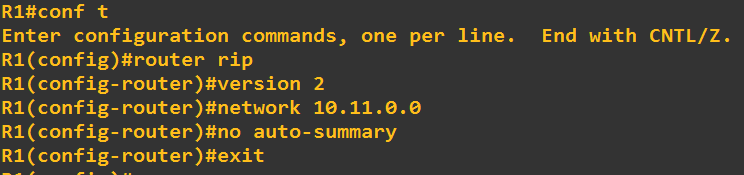 R1#conf t
Enter configuration commands, one per line.  End with CNTL/Z.
R1(config)#router rip
R1(config-router)#version 2
R1(config-router)#network 10.11.0.0
R1(config-router)#no auto-summary
R1(config-router)#exit